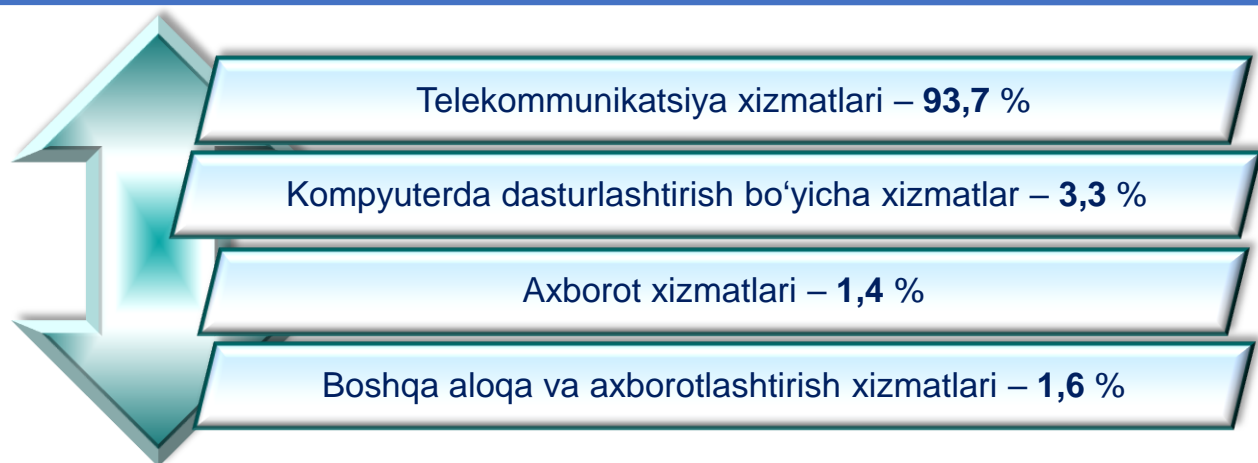 Telekommunikatsiya xizmatlari – 93,7 %
Kompyuterda dasturlashtirish bo‘yicha xizmatlar – 3,3 %
Axborot xizmatlari – 1,4 %
Boshqa aloqa va axborotlashtirish xizmatlari – 1,6 %